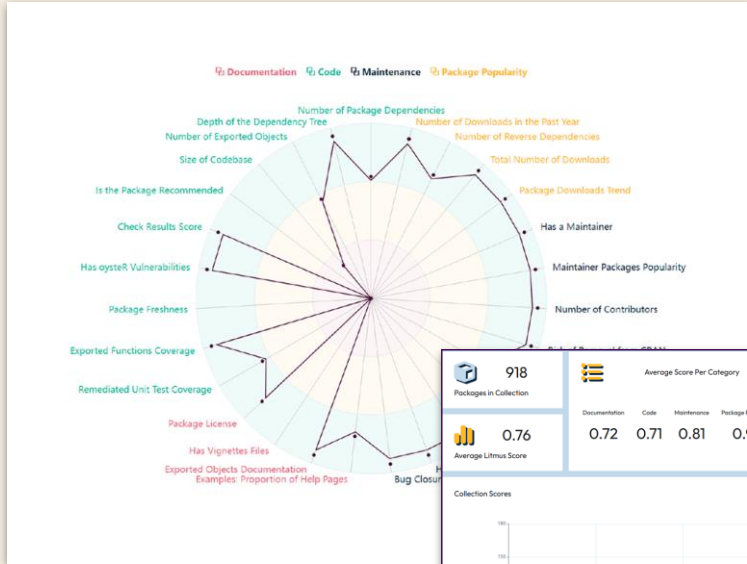 Documentation Code Maintenance Package Popularity
Number of Package Dependencies
Depth of the Dependency Tree
Number of Downloads in the Past Year
Number of Exported Objects
Number of Reverse Dependencies
Size of Codebase
Total Number of Downloads
Is the Package Recommended
Package Downloads Trend
Check Results Score
Has a Maintainer
Has oysteR Vulnerabilities
Maintainer Packages Popularity
Package Freshness
Number of Contributors
Exported Functions Coverage
Remediated Unit Test Coverage
Package License
Has Vignettes Files
Exported Objects Documentation
Examples: Proportion of Help Pages
Bug Closur
918
Packages in Collection
Average Score Per Category
Documentation Code Maintenance Package
0.72 0.71 0.81
0.76
Average Litmus Score
Collection Scores